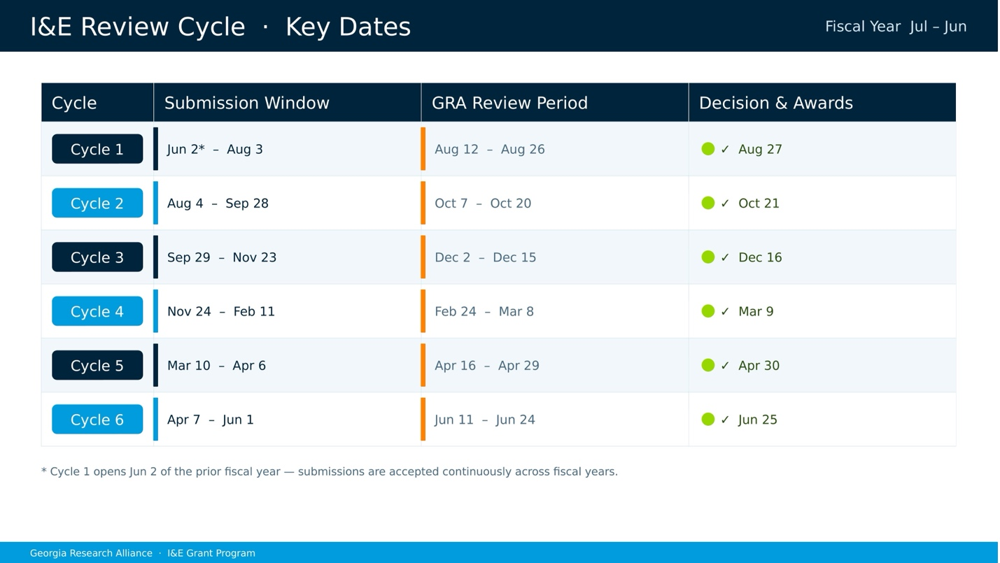 I&E Review Cycle · Key Dates
Fiscal Year Jul – Jun
Cycle Submission Window GRA Review Period Decision & Awards
Cycle 1 Jun 2* – Aug 3 Aug 12 – Aug 26 ✓ Aug 27
Cycle 2 Aug 4 – Sep 28 Oct 7 – Oct 20 ✓ Oct 21
Cycle 3 Sep 29 – Nov 23 Dec 2 – Dec 15 ✓ Dec 16
Cycle 4 Nov 24 – Feb 11 Feb 24 – Mar 8 ✓ Mar 9
Cycle 5 Mar 10 – Apr 6 Apr 16 – Apr 29 ✓ Apr 30
Cycle 6 Apr 7 – Jun 1 Jun 11 – Jun 24 ✓ Jun 25
* Cycle 1 opens Jun 2 of the prior fiscal year — submissions are accepted continuously across fiscal years.
Georgia Research Alliance · I&E Grant Program